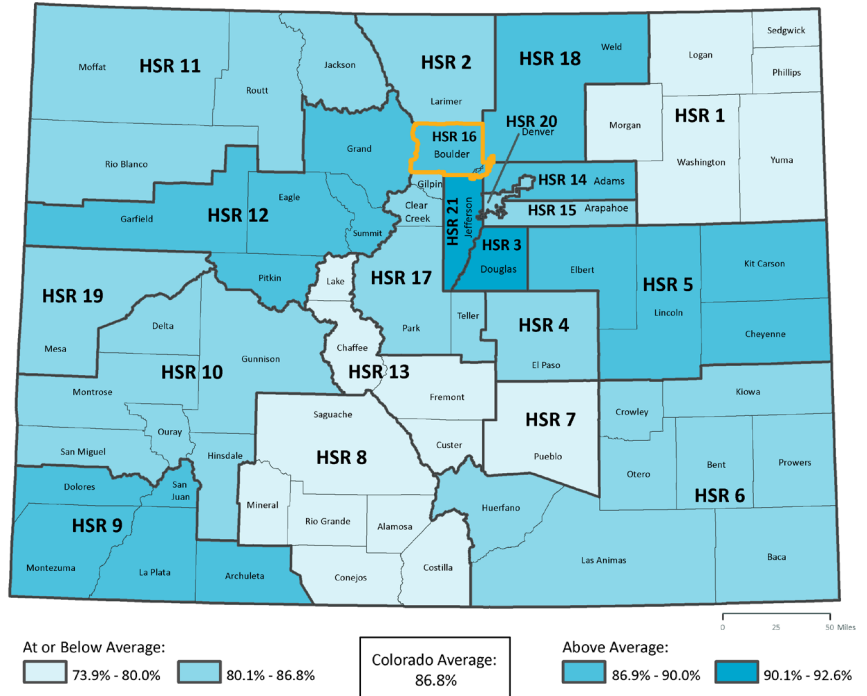 Sedgwick
Weld
Logan
HSR 18
Jackson
HSR 2
HSR 11
Moffat
Phillips
Routt
Larimer
HSR 1
HSR 20
Denver
Morgan
HSR 16
Boulder
Grand
Rio Blanco
Washington
Yuma
Gilpin
HSR 14 Adams
Eagle
Clear
Creek
HSR 15 Arapahoe
HSR 12
Garfield
HSR 21
Jefferson
Summit
HSR 3
Douglas
Kit Carson
Elbert
Pitkin
HSR 17
Lake
HSR 5
HSR 19
Lincoln
Teller
Delta
Park
HSR 4
Cheyenne
Mesa
Chaffee
Gunnison
El Paso
HSR 10
HSR 13
Montrose
Kiowa
Fremont
Saguache
Crowley
HSR 7
Ouray
Custer
San Miguel
Hinsdale
HSR 8
Pueblo
Bent
Prowers
Otero
Dolores
San
Juan
HSR 6
Mineral
Huerfano
HSR 9
Rio Grande
Alamosa
Las Animas
Baca
Montezuma
La Plata
Archuleta
Conejos
Costilla
0 25 50 Miles
At or Below Average:
73.9% - 80.0%
80.1% - 86.8%
Colorado Average:
86.8%
Above Average:
86.9% - 90.0%
90.1% - 92.6%